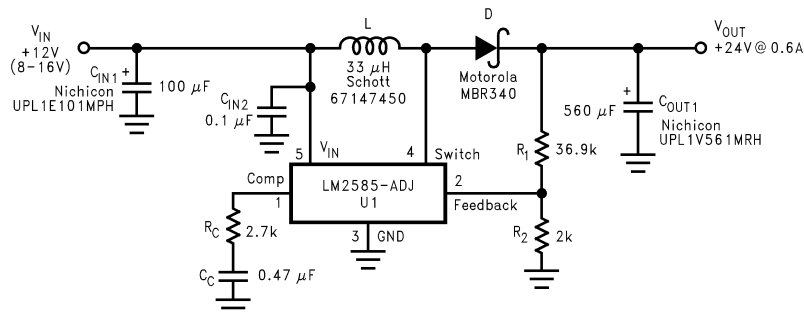 V_IN
+12V
(8-16V)
C_IN1 +
100 μF
Nichicon
UPL1E101MPH
C_IN2
0.1 μF
L
33 μH
Schott
67147450
D
Motorola
MBR340
V_OUT
+24V@0.6A
560 μF
+
C_OUT1
Nichicon
UPL1V561MRH
R_1
36.9k
5
V_IN
4
Switch
Comp
1
LM2585-ADJ
U1
2
Feedback
3
GND
R_C
2.7k
C_C
0.47 μF
R_2
2k